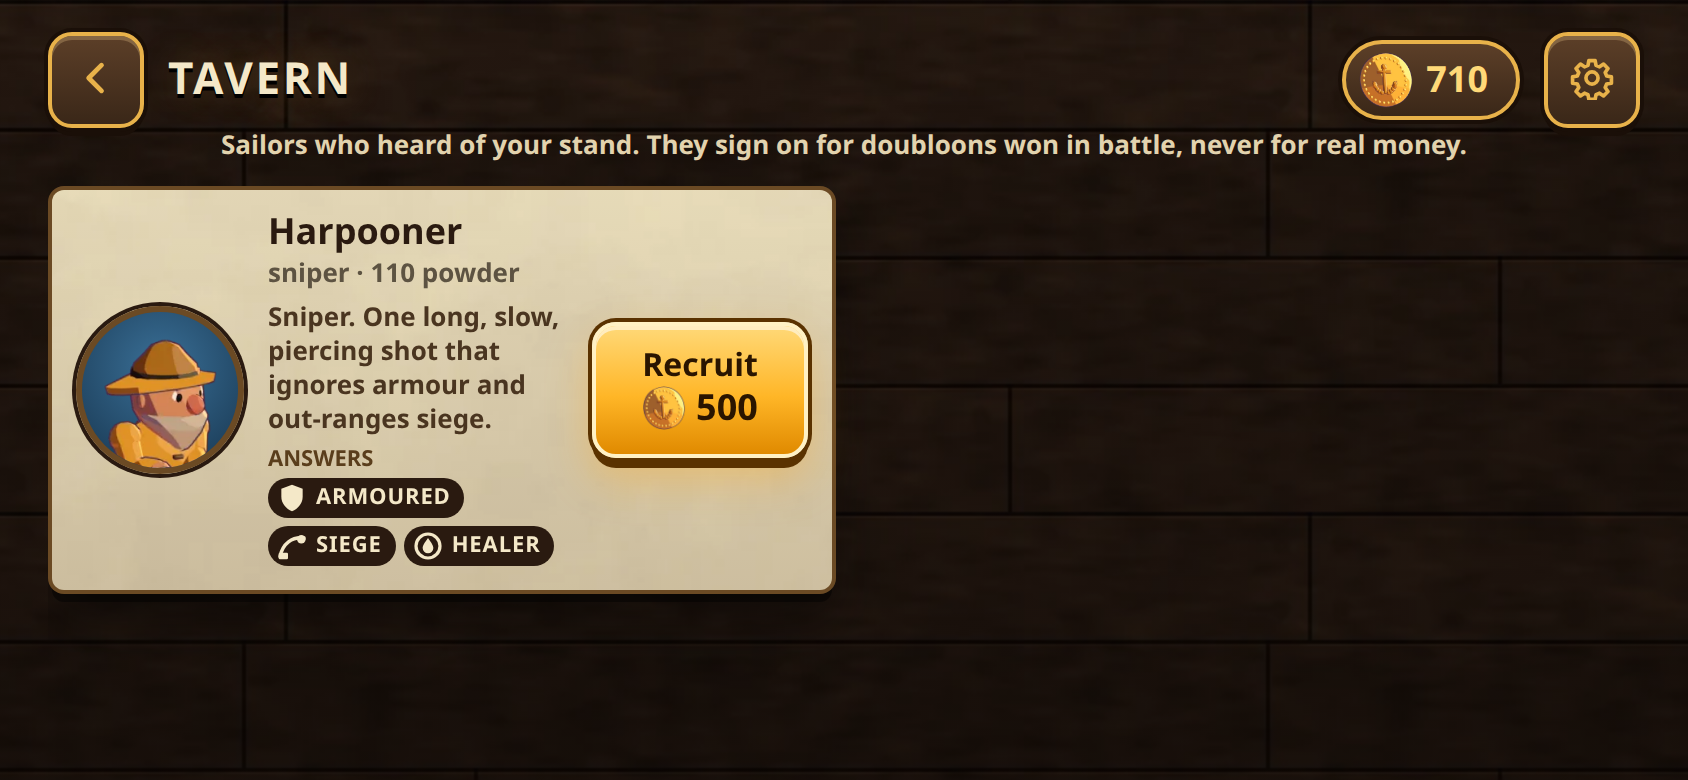 TAVERN
710
Sailors who heard of your stand. They sign on for doubloons won in battle, never for real money.
Harpooner
sniper · 110 powder
Sniper. One long, slow,
piercing shot that
ignores armour and
out-ranges siege.
ANSWERS
ARMOURED
SIEGE HEALER
Recruit
500